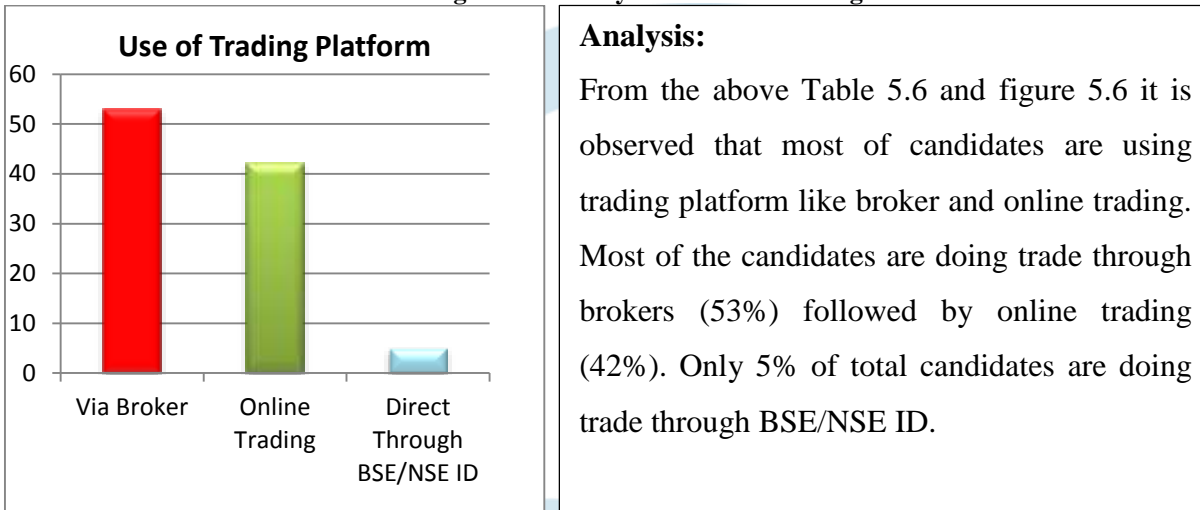 Use of Trading Platform
60
50
40
30
20
10
0
Via Broker
Online
Trading
Direct
Through
BSE/NSE ID
Analysis:
From the above Table 5.6 and figure 5.6 it is
observed that most of candidates are using
trading platform like broker and online trading.
Most of the candidates are doing trade through
brokers (53%) followed by online trading
(42%). Only 5% of total candidates are doing
trade through BSE/NSE ID.